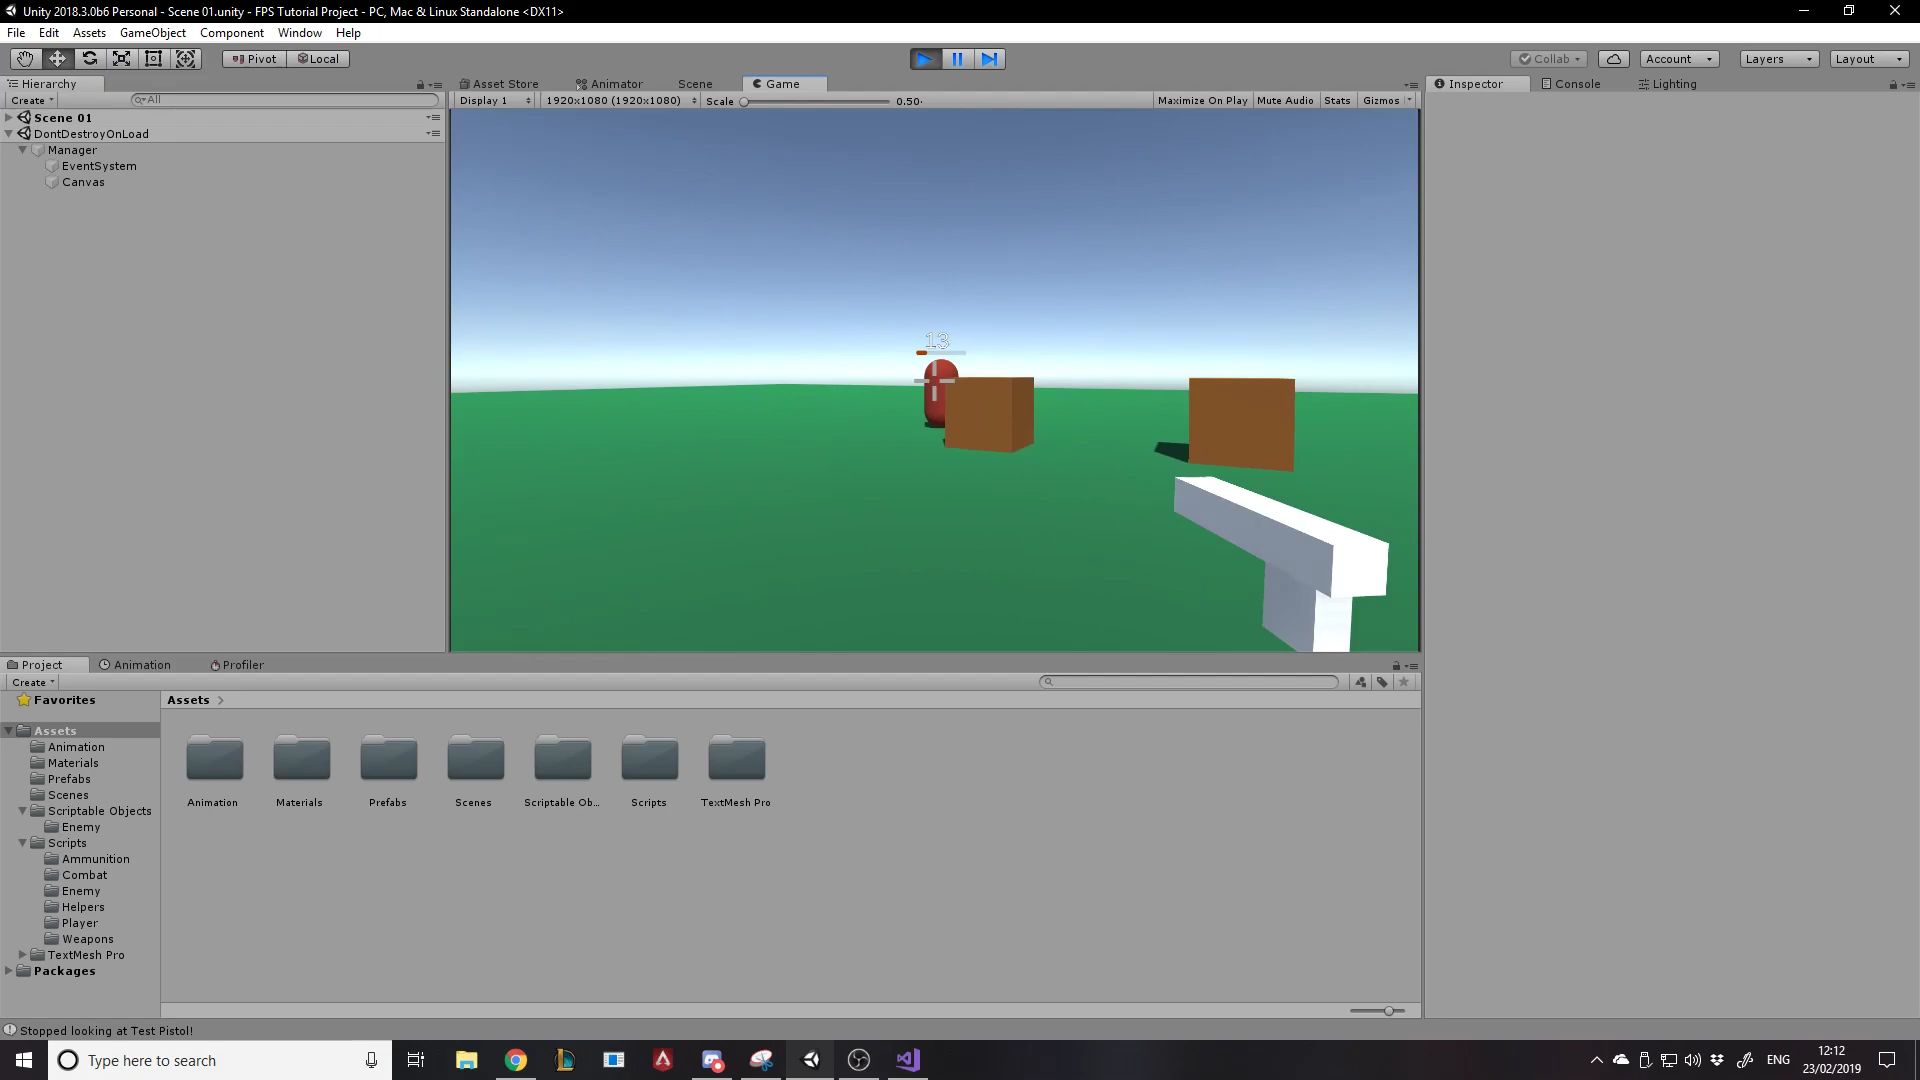 Unity 2018.3.0b6 Personal - Scene 01.unity - FPS Tutorial Project - PC, Mac & Linux Standalone <DX11>
File Edit Assets GameObject Component Window Help
Pivot Local Collab Account Layers Layout
Hierarchy Asset Store Animator Scene Game Inspector Console Lighting
Create All Display 1 1920x1080 (1920x1080) Scale 0.50 Maximize On Play Mute Audio Stats Gizmos
Scene 01
DontDestroyOnLoad
Manager
EventSystem
Canvas
13
Project Animation Profiler
Create
Favorites
Assets
Assets
Animation
Materials
Prefabs
Scenes
Scriptable Objects
Enemy
Scripts
Ammunition
Combat
Enemy
Helpers
Player
Weapons
TextMesh Pro
Packages
Animation Materials Prefabs Scenes Scriptable Ob... Scripts TextMesh Pro
Stopped looking at Test Pistol!
Type here to search
ENG
12:12
23/02/2019